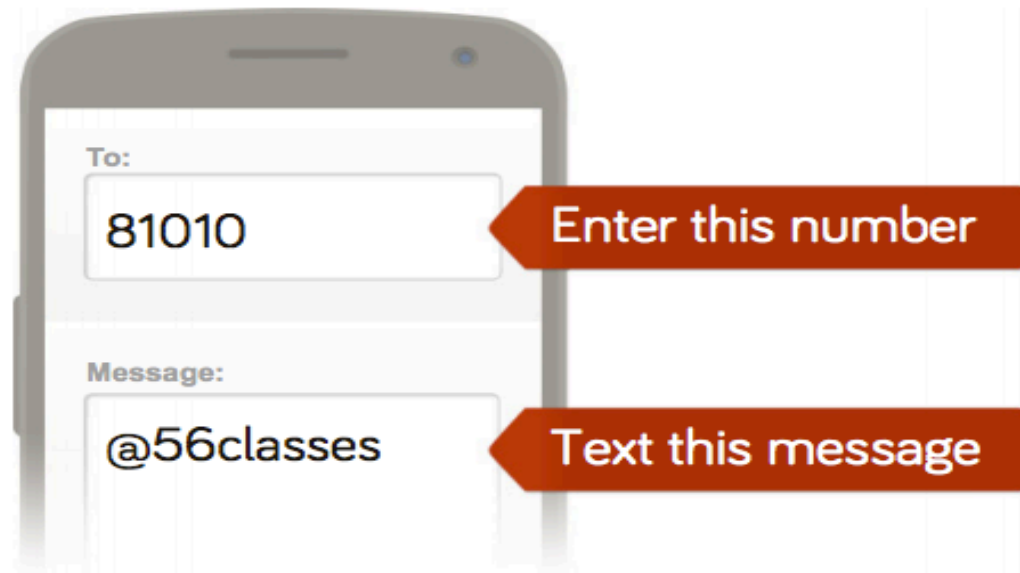 To:
81010
Enter this number
Message:
@56classes
Text this message